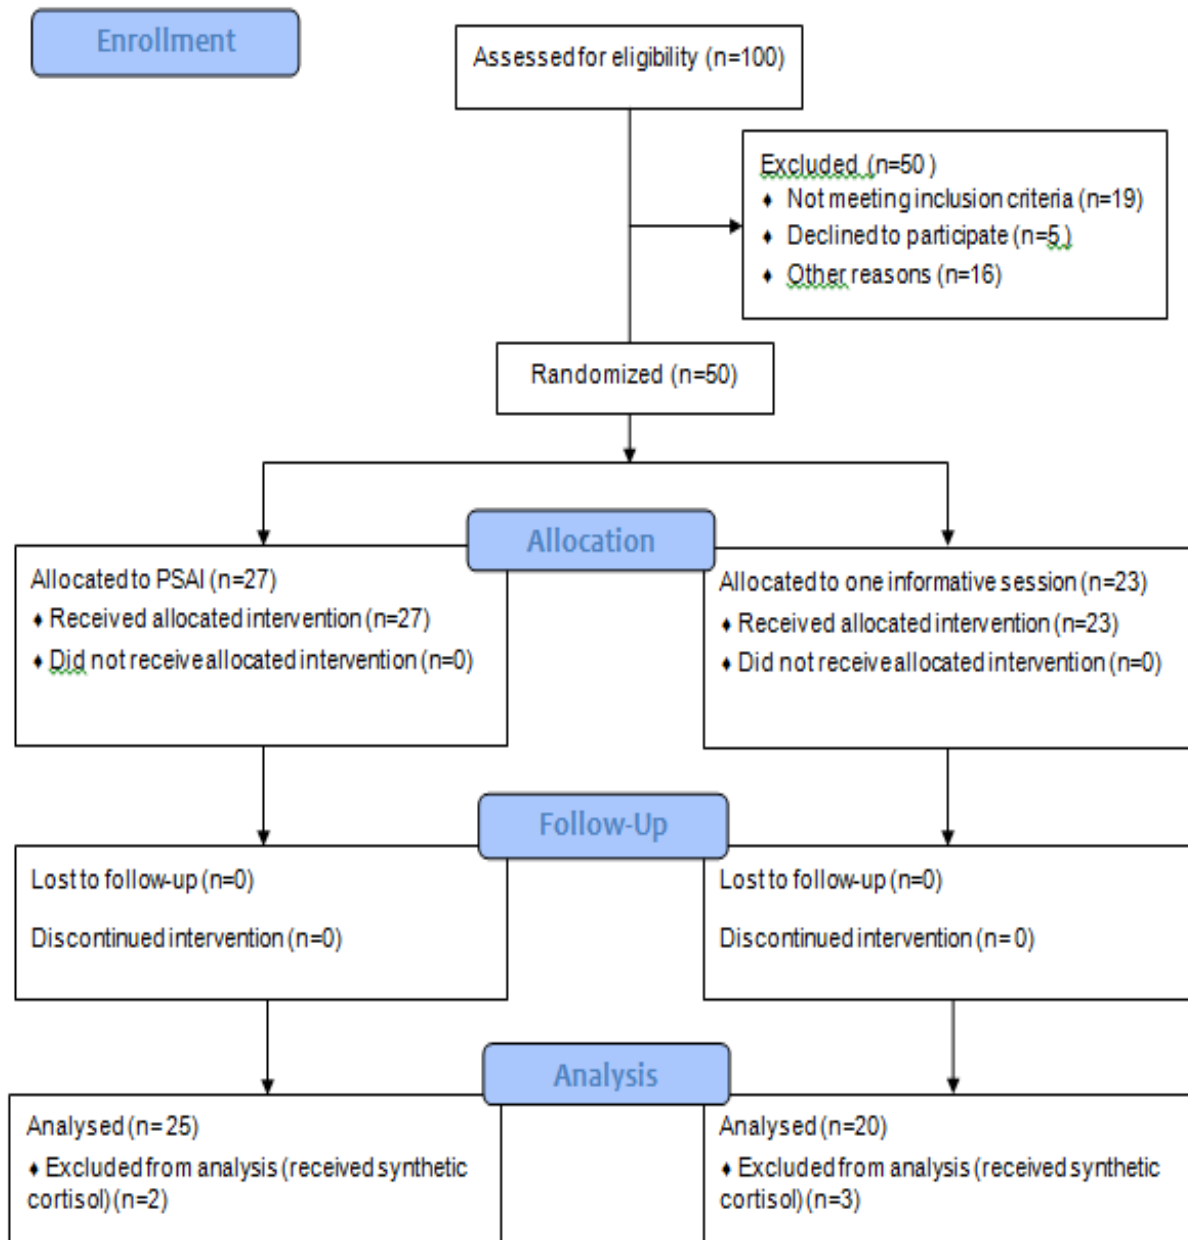 Enrollment
Assessed for eligibility (n=100)
Excluded (n=50 )
♦ Not meeting inclusion criteria (n=19)
♦ Declined to participate (n=5 )
♦ Other reasons (n=16)
Randomized (n=50)
Allocation
Allocated to PSAI (n=27)
♦ Received allocated intervention (n=27)
♦ Did not receive allocated intervention (n=0)
Allocated to one informative session (n=23)
♦ Received allocated intervention (n=23)
♦ Did not receive allocated intervention (n=0)
Follow-Up
Lost to follow-up (n=0)
Discontinued intervention (n=0)
Lost to follow-up (n=0)
Discontinued intervention (n= 0)
Analysis
Analysed (n= 25)
♦ Excluded from analysis (received synthetic
cortisol) (n=2)
Analysed (n=20)
♦ Excluded from analysis (received synthetic
cortisol) (n=3)